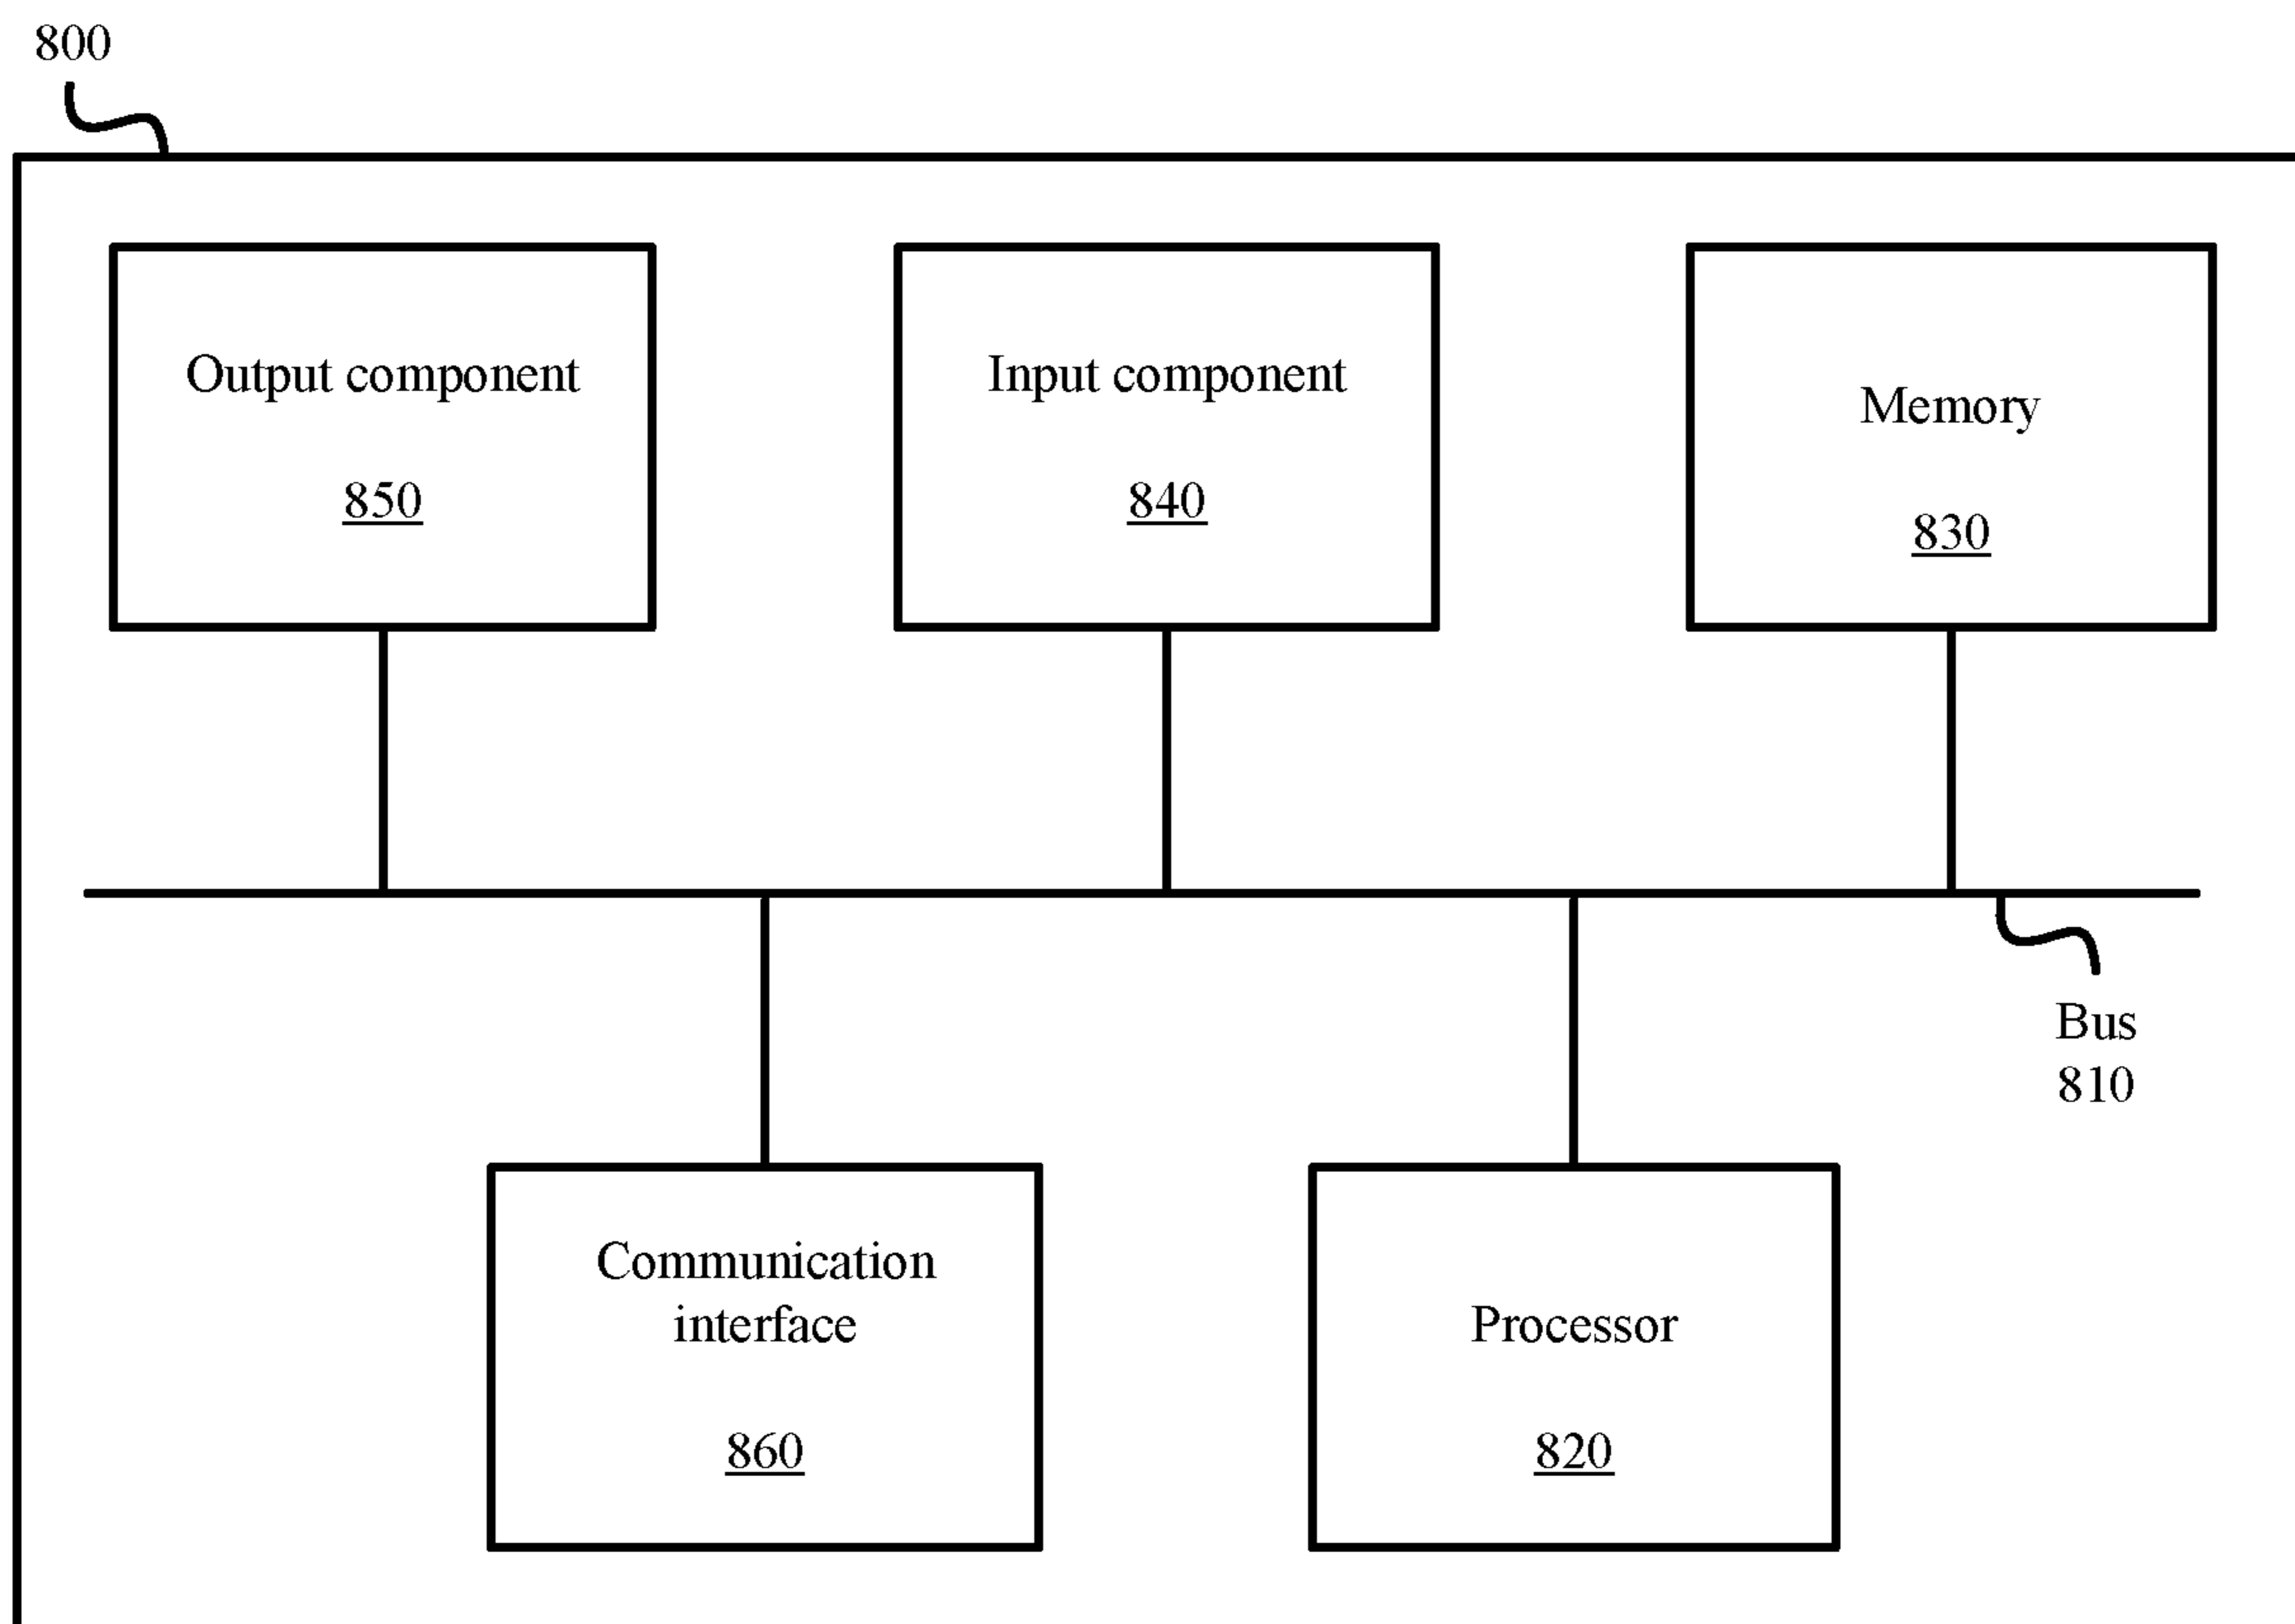 800
Output component
850
Input component
840
Memory
830
Bus
810
Communication
interface
860
Processor
820